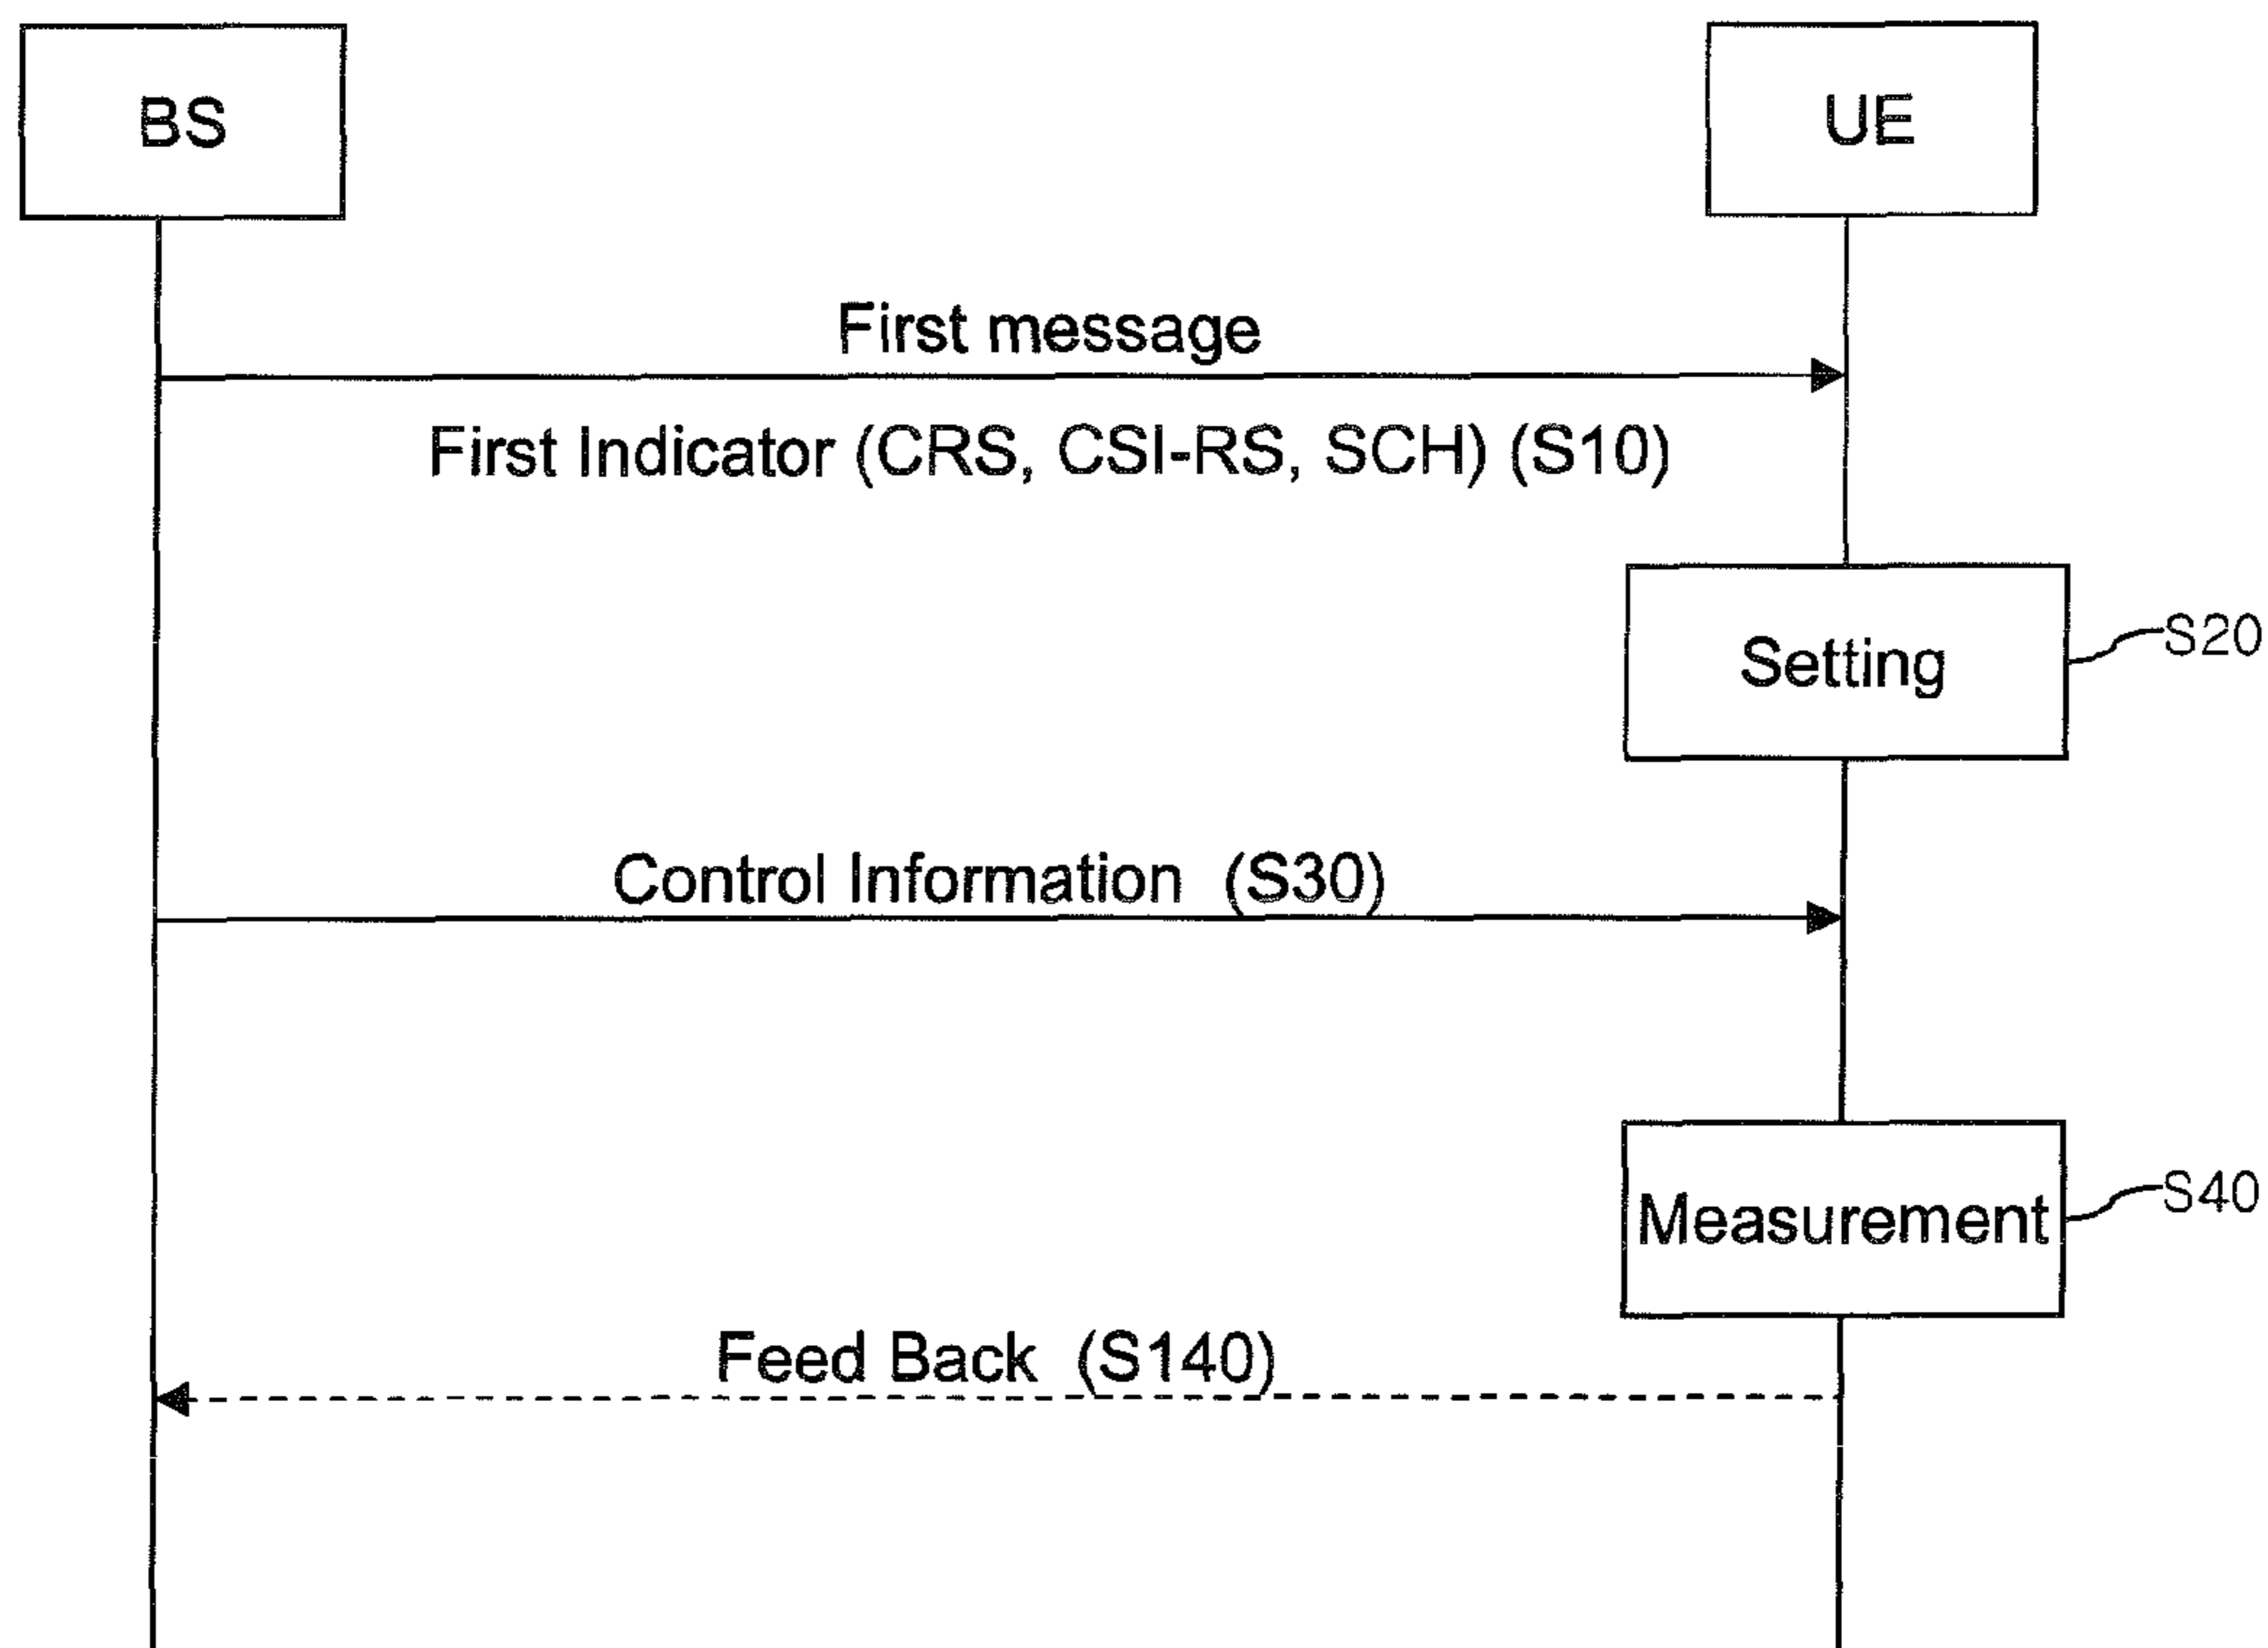 BS
UE
First message
First Indicator (CRS, CSI-RS, SCH) (S10)
Setting
S20
Control Information (S30)
Measurement
S40
Feed Back (S140)